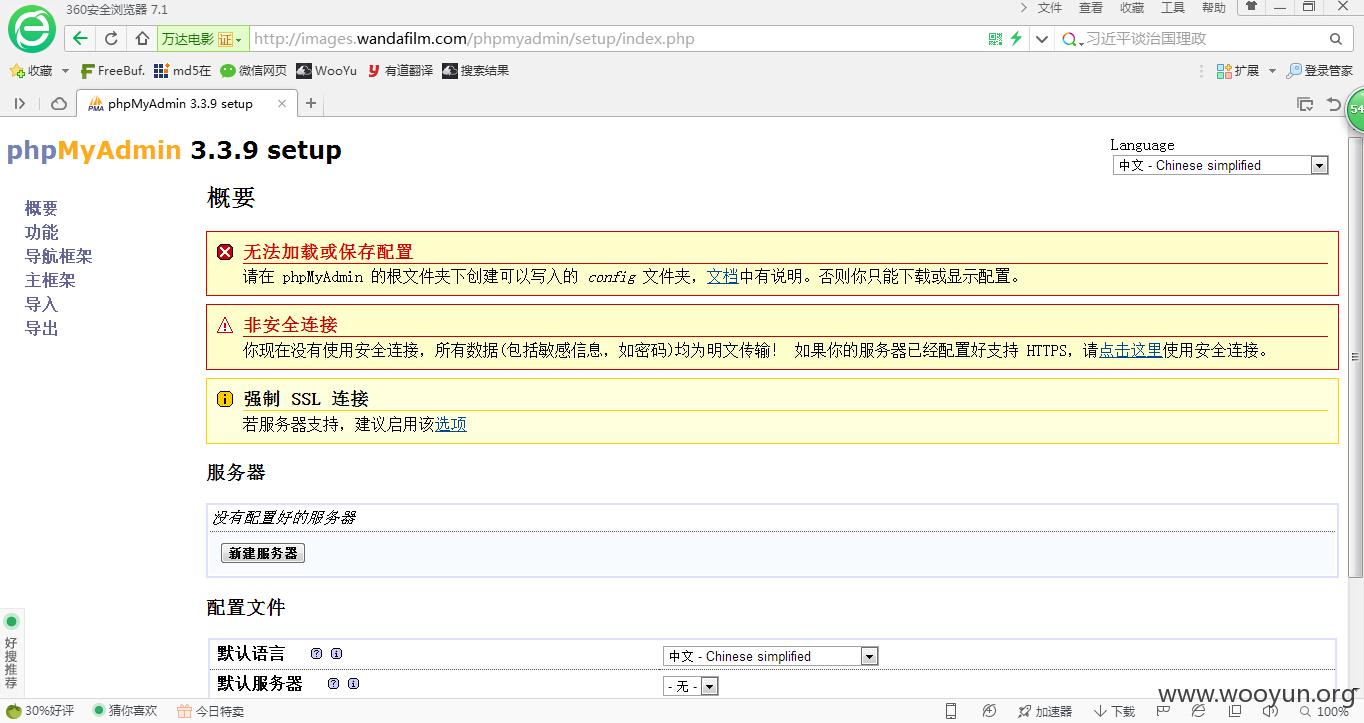 360安全浏览器 7.1
文件 查看 收藏 工具 帮助
万达电影 证 http://images.wandafilm.com/phpmyadmin/setup/index.php 习近平谈治国理政
收藏 FreeBuf. md5在 微信网页 WooYu 有道翻译 搜索结果 扩展 登录管家
phpMyAdmin 3.3.9 setup
54
phpMyAdmin 3.3.9 setup
Language
中文 - Chinese simplified
概要
功能
导航框架
主框架
导入
导出
概要
无法加载或保存配置
请在 phpMyAdmin 的根文件夹下创建可以写入的 config 文件夹，文档中有说明。否则你只能下载或显示配置。
非安全连接
你现在没有使用安全连接，所有数据(包括敏感信息，如密码)均为明文传输！ 如果你的服务器已经配置好支持 HTTPS，请点击这里使用安全连接。
强制 SSL 连接
若服务器支持，建议启用该选项
服务器
没有配置好的服务器
新建服务器
配置文件
默认语言 中文 - Chinese simplified
默认服务器 - 无 -
好搜推荐
www.wooyun.org
30%好评 猜你喜欢 今日特卖 加速器 下载 100%